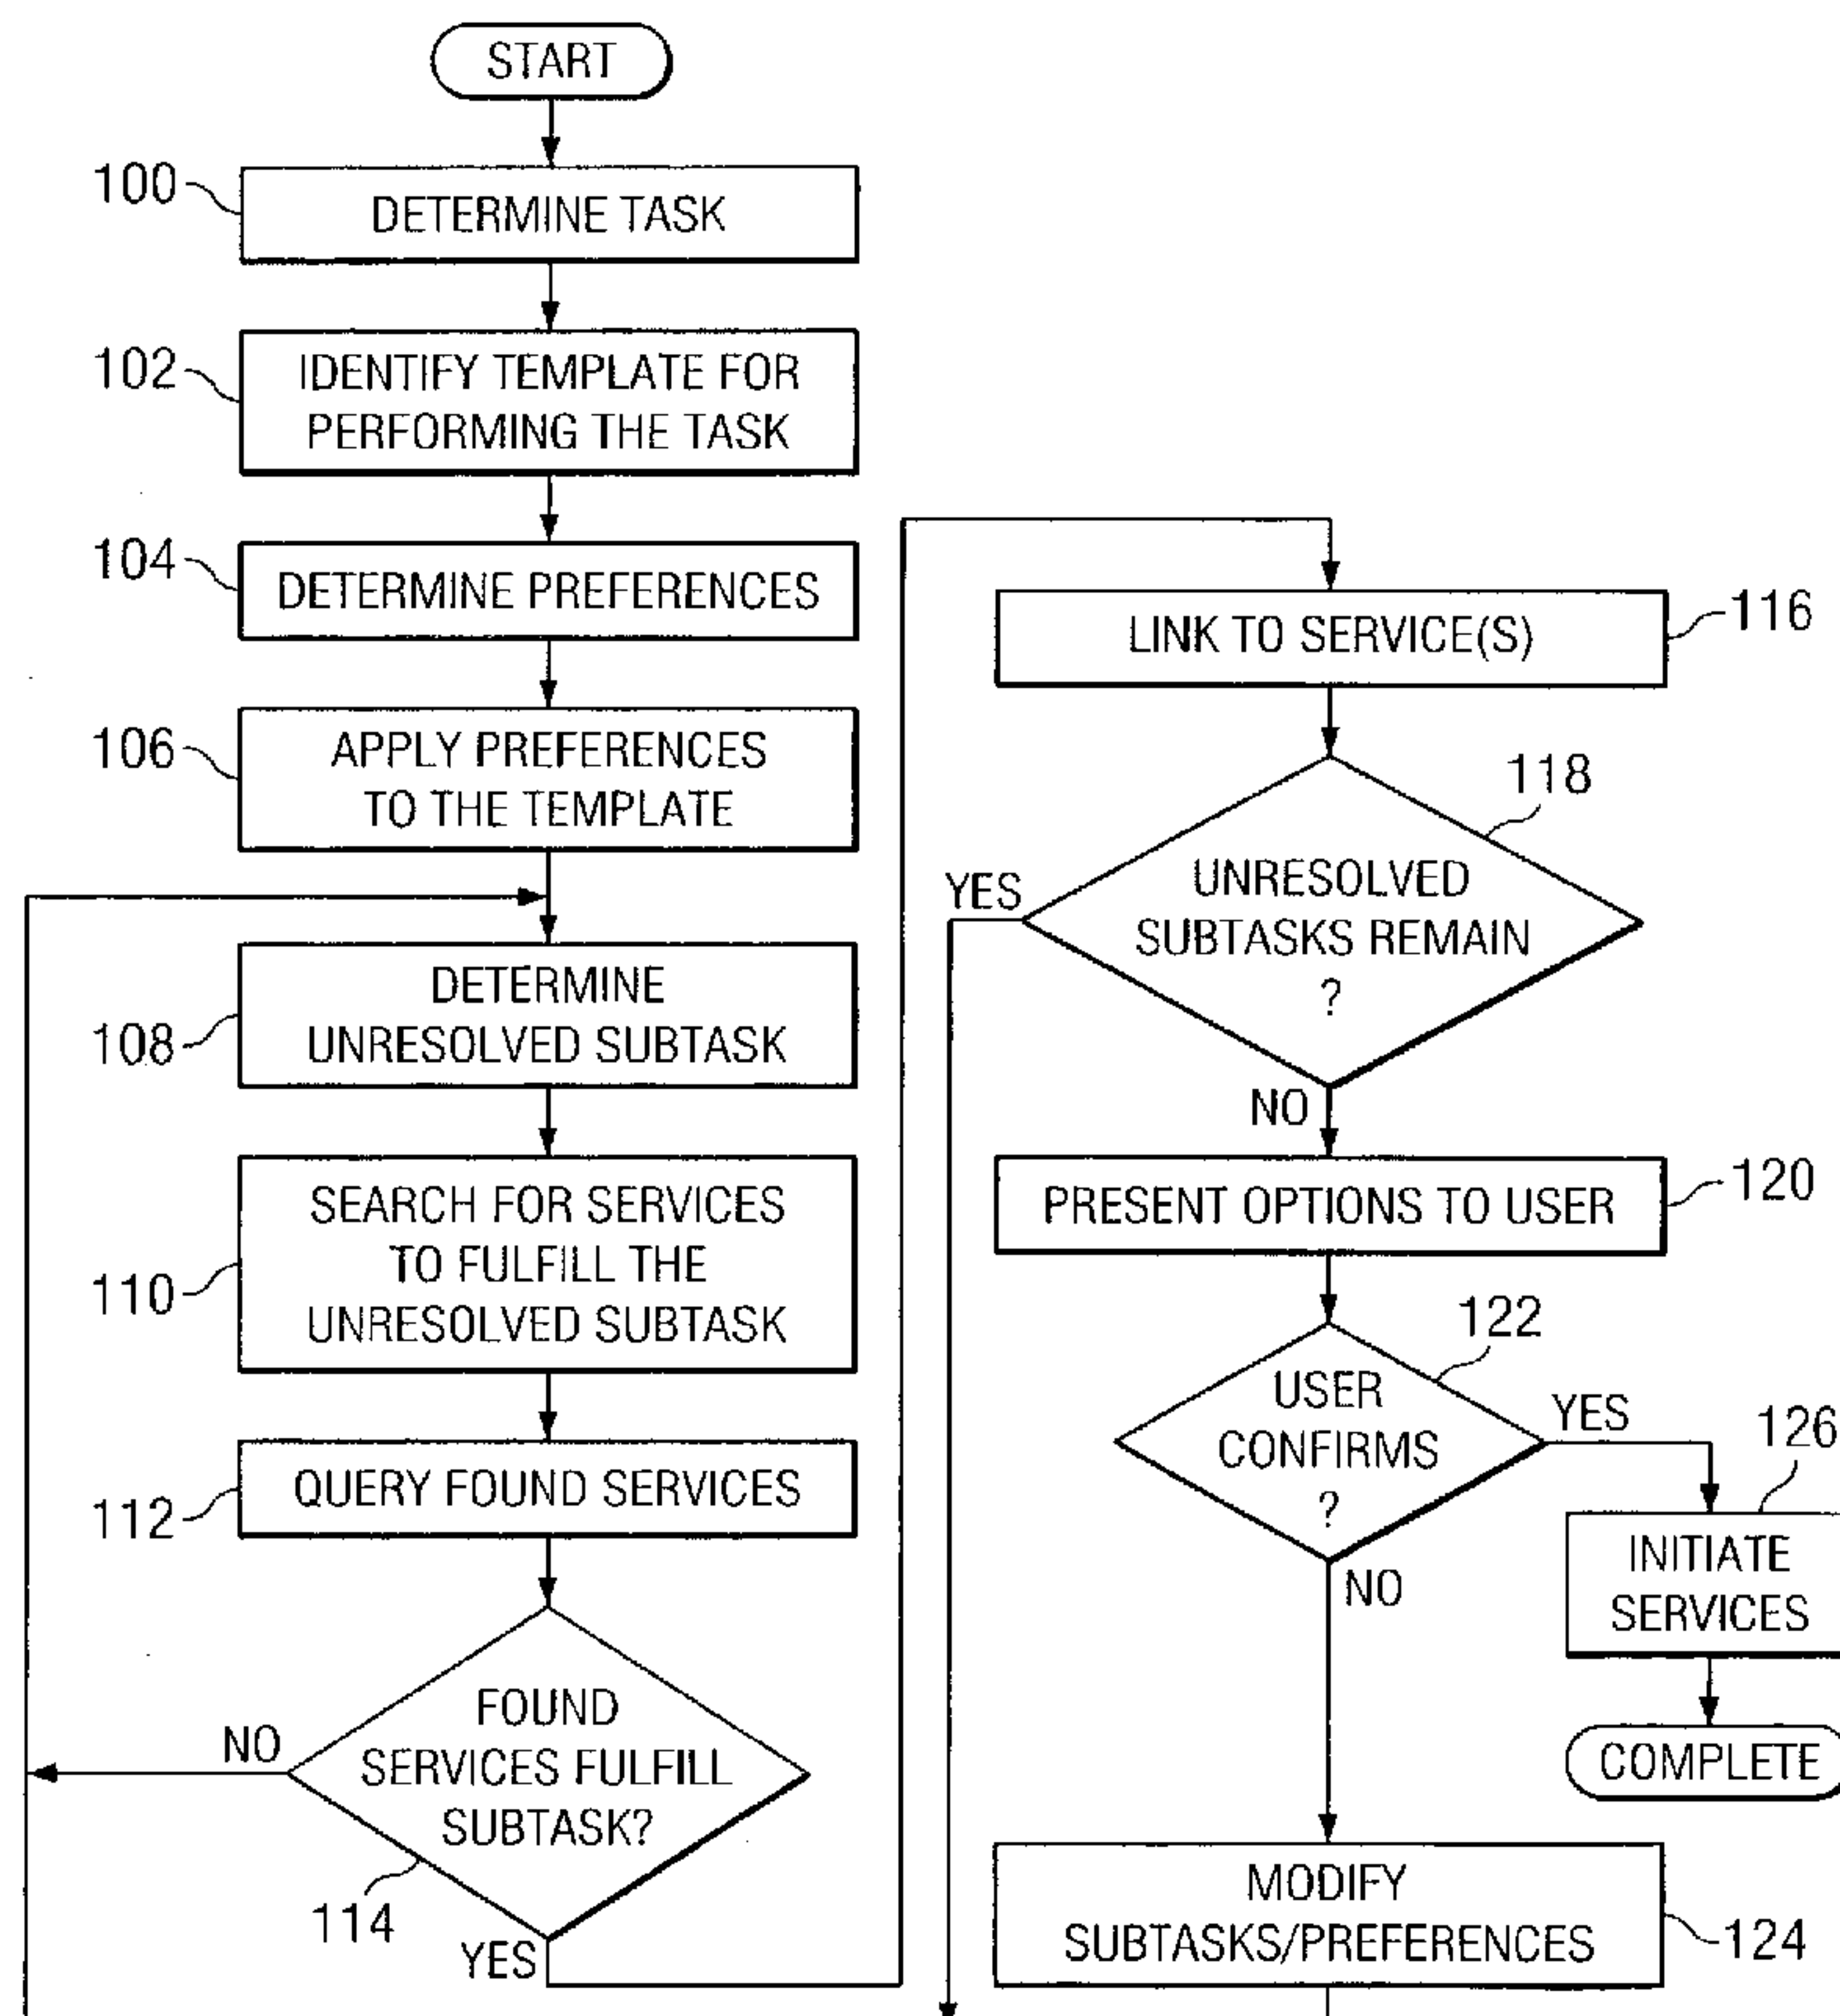 START
100
DETERMINE TASK
102
IDENTIFY TEMPLATE FOR
PERFORMING THE TASK
104
DETERMINE PREFERENCES
106
APPLY PREFERENCES
TO THE TEMPLATE
108
DETERMINE
UNRESOLVED SUBTASK
110
SEARCH FOR SERVICES
TO FULFILL THE
UNRESOLVED SUBTASK
112
QUERY FOUND SERVICES
NO
FOUND
SERVICES FULFILL
SUBTASK?
114
YES
LINK TO SERVICE(S)
116
118
YES
UNRESOLVED
SUBTASKS REMAIN
?
NO
PRESENT OPTIONS TO USER
120
122
USER
CONFIRMS
?
YES
126
NO
INITIATE
SERVICES
COMPLETE
MODIFY
SUBTASKS/PREFERENCES
124